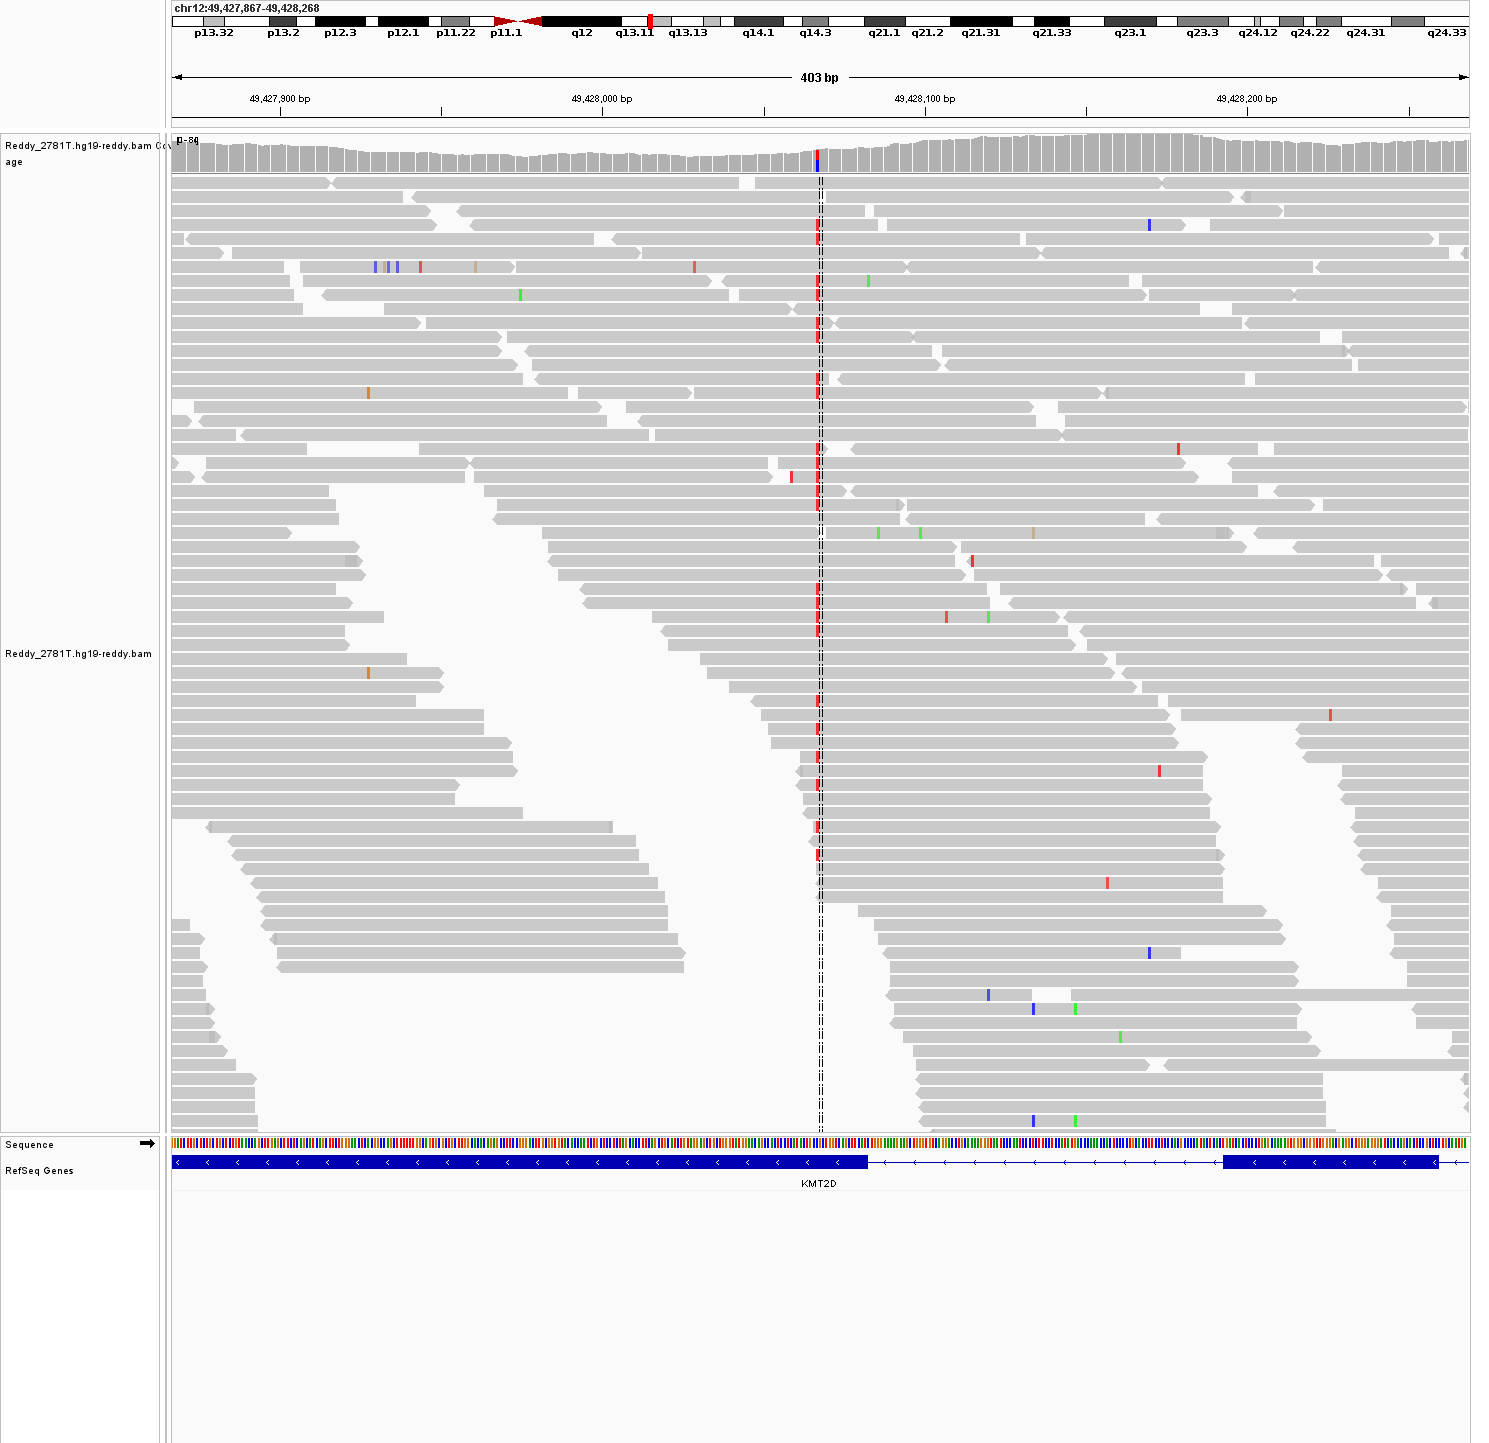 chr12:49,427,867-49,428,268
p13.32 p13.2 p12.3 p12.1 p11.22 p11.1 q12 q13.11 q13.13 q14.1 q14.3 q21.1 q21.2 q21.31 q21.33 q23.1 q23.3 q24.12 q24.22 q24.31 q24.33
403 bp
49,427,900 bp 49,428,000 bp 49,428,100 bp 49,428,200 bp
Reddy_2781T.hg19-reddy.bam Cov
age
Reddy_2781T.hg19-reddy.bam
Sequence
RefSeq Genes
KMT2D